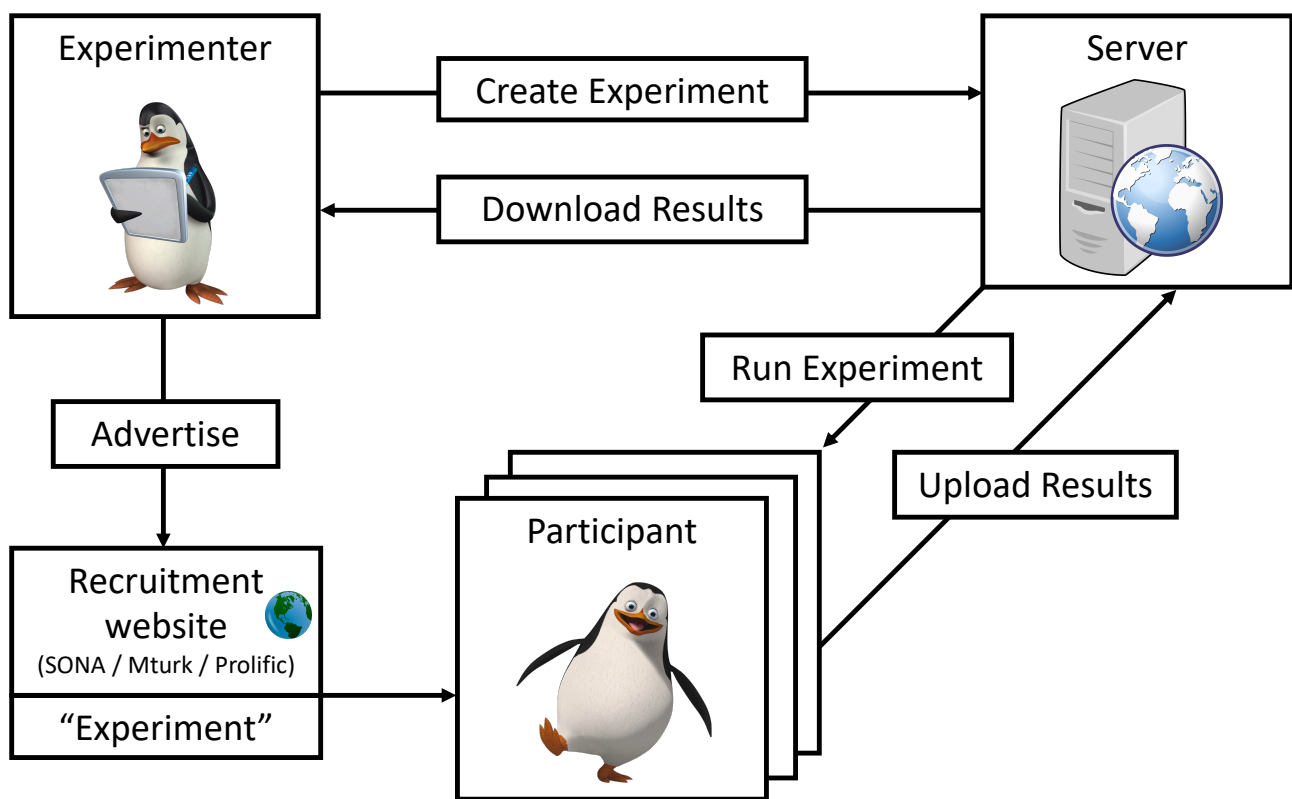 Experimenter
Server
Create Experiment
Download Results
Run Experiment
Advertise
Upload Results
Participant
Recruitment
website
(SONA / Mturk / Prolific)
“Experiment”